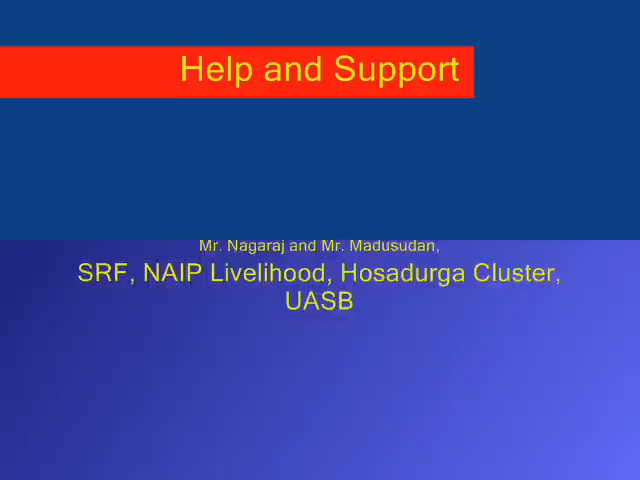 Help and Support
Mr. Nagaraj and Mr. Madusudan,
SRF, NAIP Livelihood, Hosadurga Cluster,
UASB